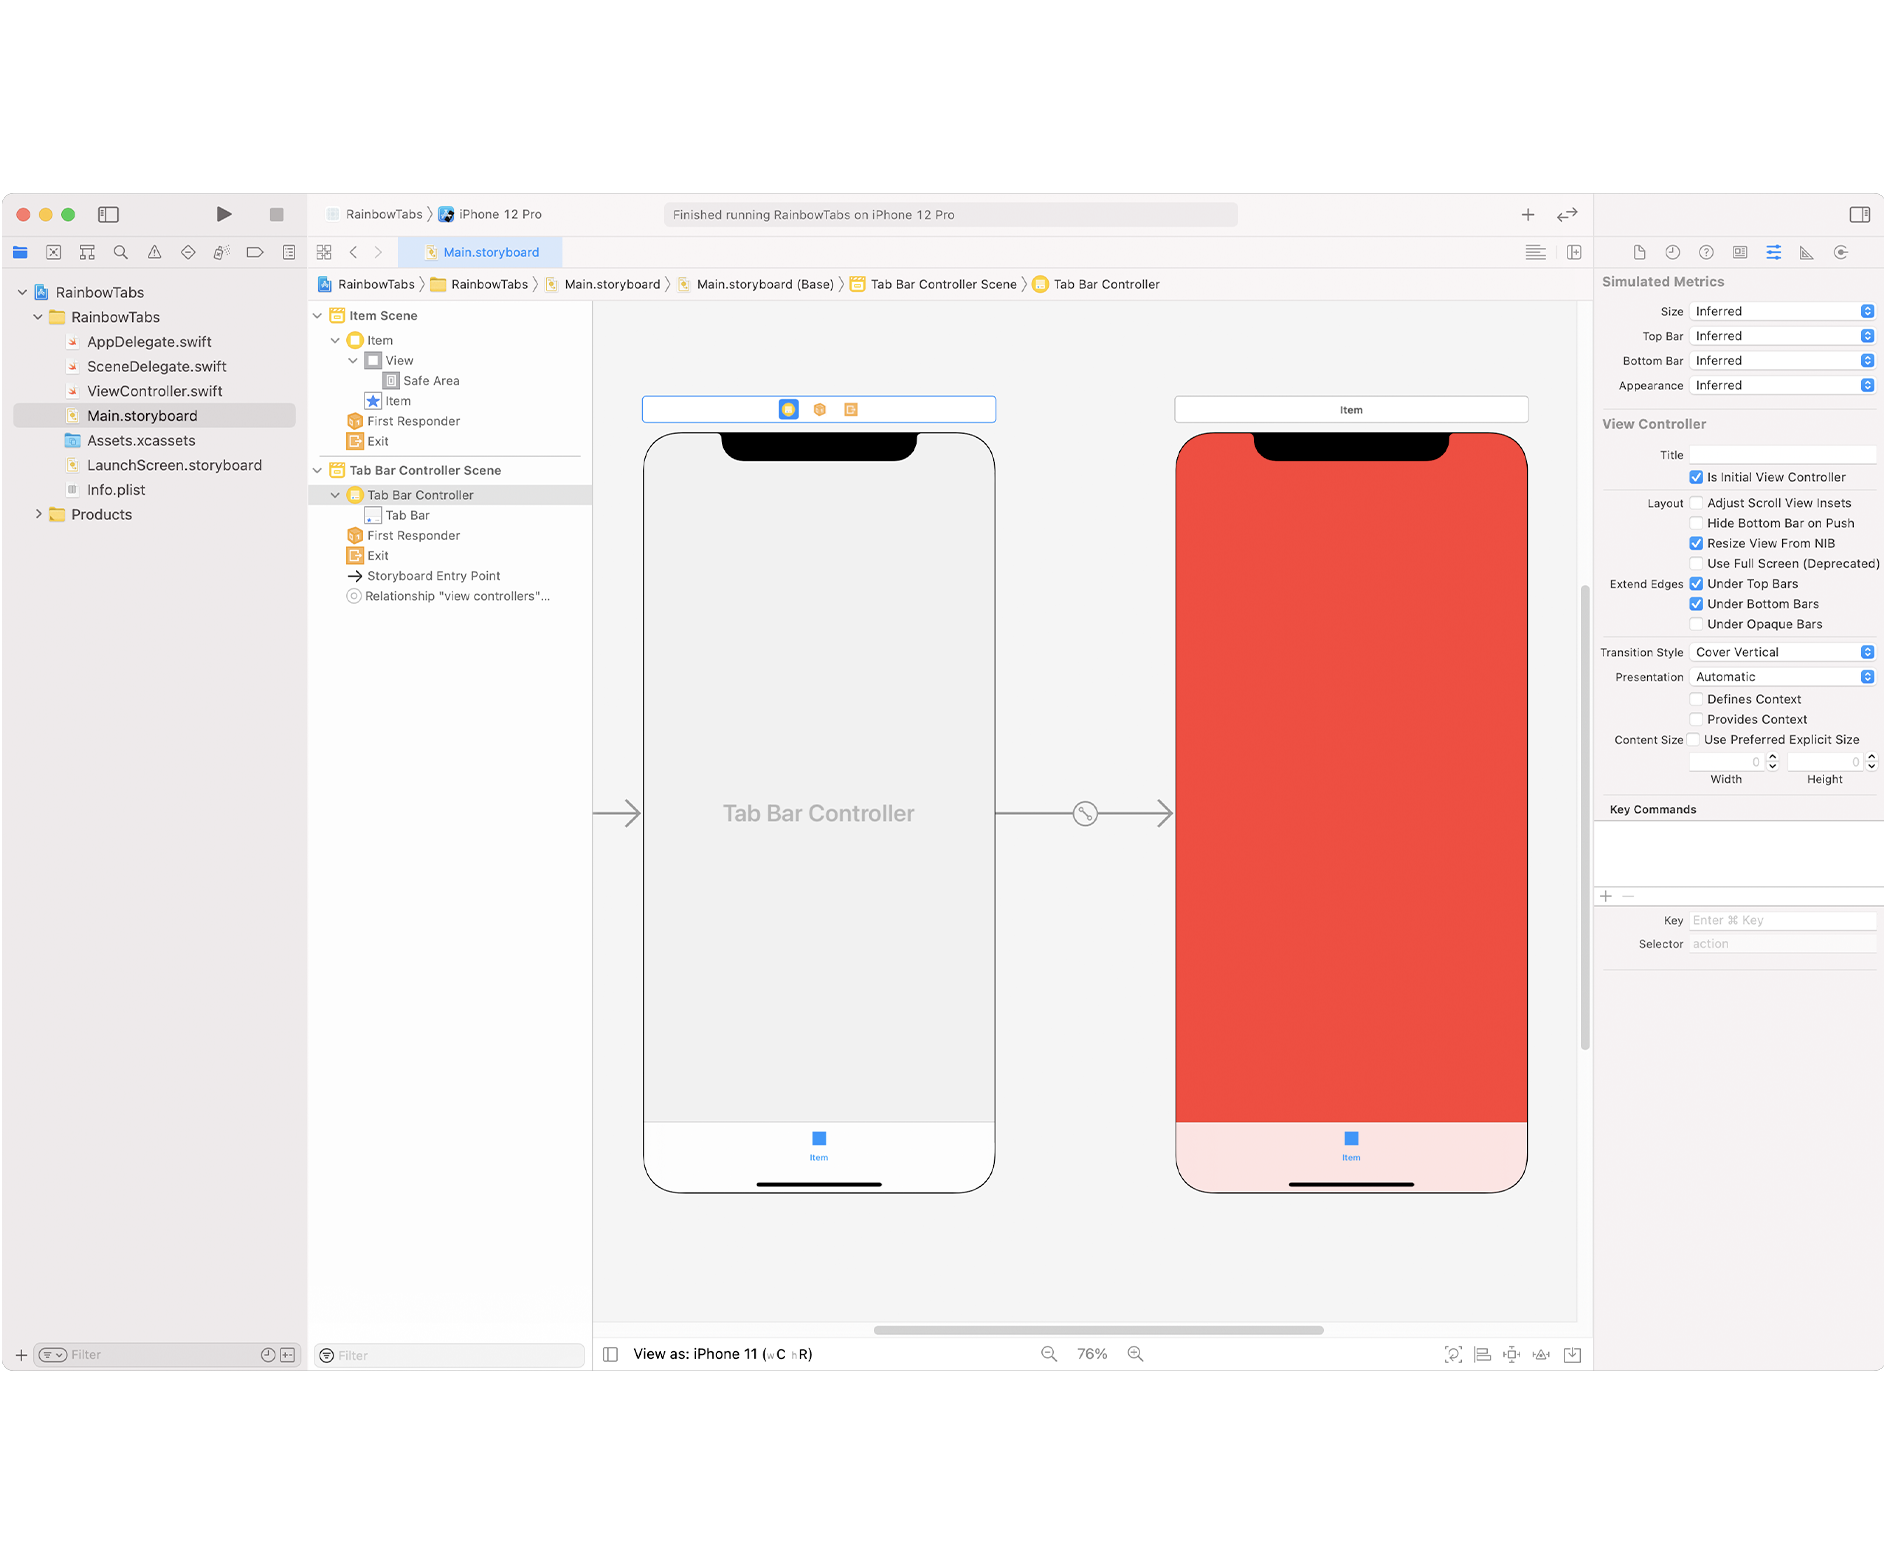 RainbowTabs 〉 iPhone 12 Pro
Finished running RainbowTabs on iPhone 12 Pro
Main.storyboard
RainbowTabs 〉 RainbowTabs 〉 Main.storyboard 〉 Main.storyboard (Base) 〉 Tab Bar Controller Scene 〉 Tab Bar Controller
RainbowTabs
RainbowTabs
AppDelegate.swift
SceneDelegate.swift
ViewController.swift
Main.storyboard
Assets.xcassets
LaunchScreen.storyboard
Info.plist
Products
Filter
Item Scene
Item
View
Safe Area
Item
First Responder
Exit
Tab Bar Controller Scene
Tab Bar Controller
Tab Bar
First Responder
Exit
Storyboard Entry Point
Relationship "view controllers"...
Filter
Tab Bar Controller
Item
Item
Item
View as: iPhone 11 (wC hR)
76%
Simulated Metrics
Size Inferred
Top Bar Inferred
Bottom Bar Inferred
Appearance Inferred
View Controller
Title
Is Initial View Controller
Layout Adjust Scroll View Insets
Hide Bottom Bar on Push
Resize View From NIB
Use Full Screen (Deprecated)
Extend Edges Under Top Bars
Under Bottom Bars
Under Opaque Bars
Transition Style Cover Vertical
Presentation Automatic
Defines Context
Provides Context
Content Size Use Preferred Explicit Size
0 0
Width Height
Key Commands
Key Enter ⌘ Key
Selector action